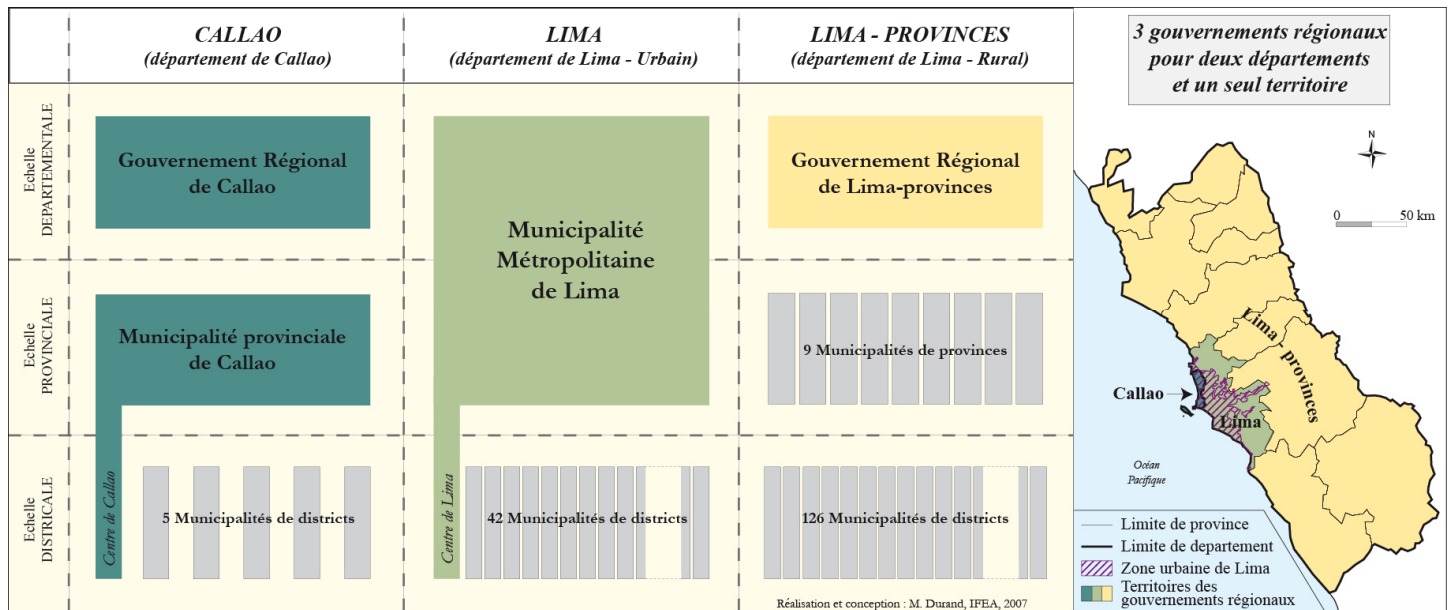 CALLAO
(département de Callao)
LIMA
(département de Lima - Urbain)
LIMA - PROVINCES
(département de Lima - Rural)
Echelle
DEPARTEMENTALE
Gouvernement Régional
de Callao
Municipalité
Métropolitaine
de Lima
Gouvernement Régional
de Lima-provinces
Echelle
PROVINCIALE
Municipalité provinciale
de Callao
9 Municipalités de provinces
Echelle
DISTRICALE
Centre de Callao
5 Municipalités de districts
Centre de Lima
42 Municipalités de districts
126 Municipalités de districts
Réalisation et conception : M. Durand, IFEA, 2007
3 gouvernements régionaux
pour deux départements
et un seul territoire
N
0 50 km
Lima - provinces
Callao
Lima
Océan
Pacifique
Limite de province
Limite de departement
Zone urbaine de Lima
Territoires des
gouvernements régionaux